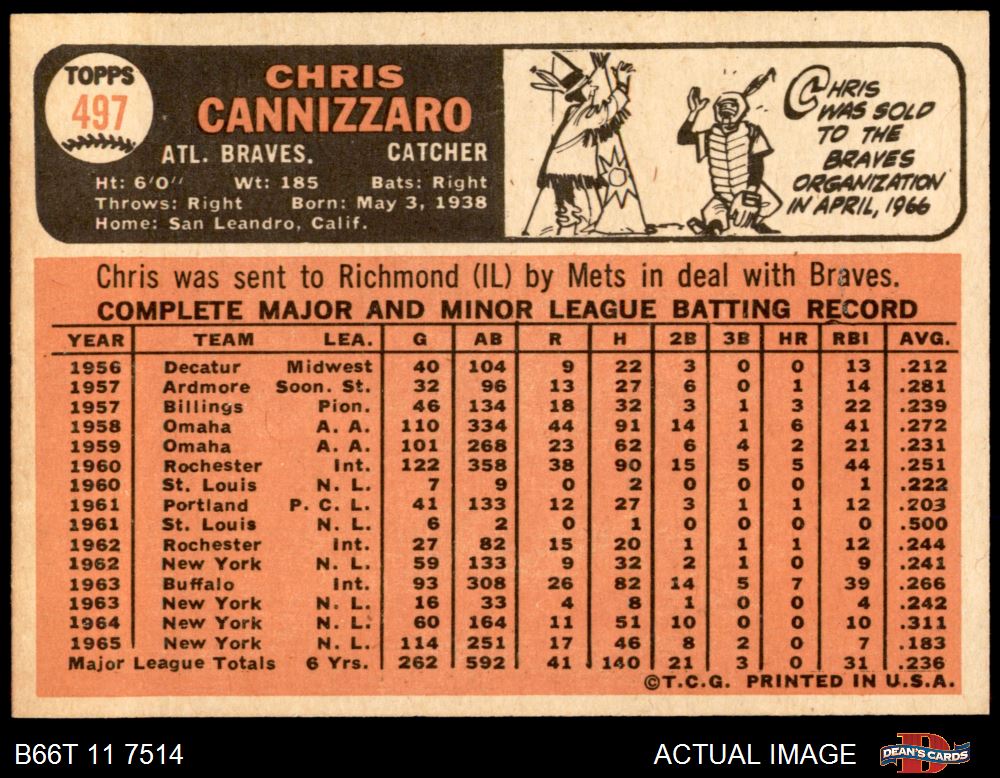 TOPPS
497
CHRIS
CANNIZZARO
ATL. BRAVES. CATCHER
Ht: 6'0" Wt: 185 Bats: Right
Throws: Right Born: May 3, 1938
Home: San Leandro, Calif.
CHRIS
WAS SOLD
TO THE
BRAVES
ORGANIZATION
IN APRIL, 1966
Chris was sent to Richmond (IL) by Mets in deal with Braves.
COMPLETE MAJOR AND MINOR LEAGUE BATTING RECORD
YEAR TEAM LEA. G AB R H 2B 3B HR RBI AVG.
1956 Decatur Midwest 40 104 9 22 3 0 0 13 .212
1957 Ardmore Soon. St. 32 96 13 27 6 0 1 14 .281
1957 Billings Pion. 46 134 18 32 3 1 3 22 .239
1958 Omaha A. A. 110 334 44 91 14 1 6 41 .272
1959 Omaha A. A. 101 268 23 62 6 4 2 21 .231
1960 Rochester Int. 122 358 38 90 15 5 5 44 .251
1960 St. Louis N. L. 7 9 0 2 0 0 0 1 .222
1961 Portland P. C. L. 41 133 12 27 3 1 1 12 .203
1961 St. Louis N. L. 6 2 0 1 0 0 0 0 .500
1962 Rochester Int. 27 82 15 20 1 1 1 12 .244
1962 New York N. L. 59 133 9 32 2 1 0 9 .241
1963 Buffalo Int. 93 308 26 82 14 5 7 39 .266
1963 New York N. L. 16 33 4 8 1 0 0 4 .242
1964 New York N. L. 60 164 11 51 10 0 0 10 .311
1965 New York N. L. 114 251 17 46 8 2 0 7 .183
Major League Totals 6 Yrs. 262 592 41 140 21 3 0 31 .236
©T.C.G. PRINTED IN U.S.A.
B66T 11 7514 ACTUAL IMAGE DEAN'S CARDS